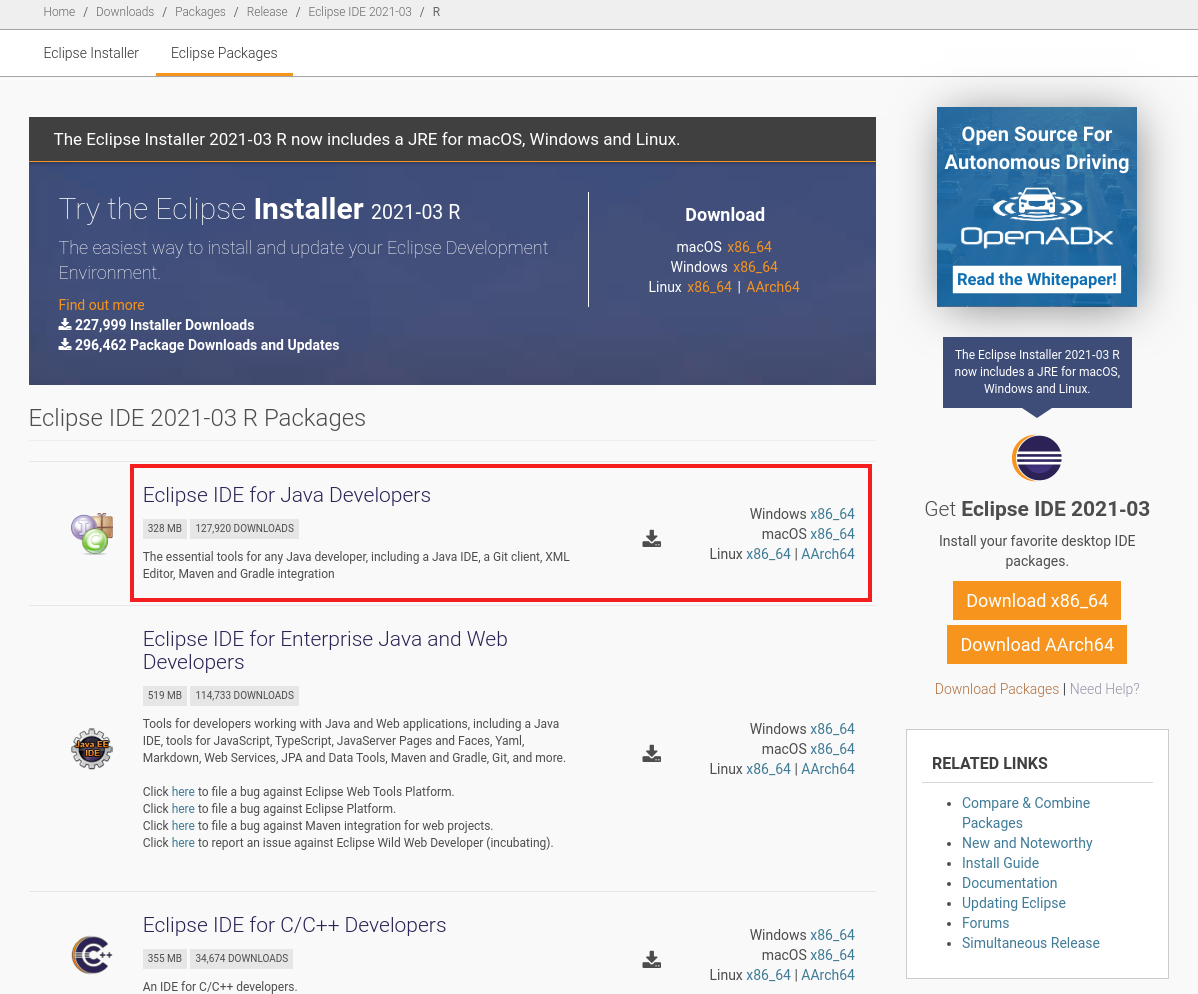 Home / Downloads / Packages / Release / Eclipse IDE 2021-03 / R
Eclipse Installer Eclipse Packages
The Eclipse Installer 2021‑03 R now includes a JRE for macOS, Windows and Linux.
Try the Eclipse Installer 2021-03 R
The easiest way to install and update your Eclipse Development
Environment.
Find out more
227,999 Installer Downloads
296,462 Package Downloads and Updates
Download
macOS x86_64
Windows x86_64
Linux x86_64 | AArch64
Eclipse IDE 2021-03 R Packages
Eclipse IDE for Java Developers
328 MB 127,920 DOWNLOADS
The essential tools for any Java developer, including a Java IDE, a Git client, XML
Editor, Maven and Gradle integration
Windows x86_64
macOS x86_64
Linux x86_64 | AArch64
Eclipse IDE for Enterprise Java and Web
Developers
519 MB 114,733 DOWNLOADS
Tools for developers working with Java and Web applications, including a Java
IDE, tools for JavaScript, TypeScript, JavaServer Pages and Faces, Yaml,
Markdown, Web Services, JPA and Data Tools, Maven and Gradle, Git, and more.
Click here to file a bug against Eclipse Web Tools Platform.
Click here to file a bug against Eclipse Platform.
Click here to file a bug against Maven integration for web projects.
Click here to report an issue against Eclipse Wild Web Developer (incubating).
Java EE
IDE
Windows x86_64
macOS x86_64
Linux x86_64 | AArch64
Eclipse IDE for C/C++ Developers
355 MB 34,674 DOWNLOADS
An IDE for C/C++ developers.
C++
Windows x86_64
macOS x86_64
Linux x86_64 | AArch64
Open Source For
Autonomous Driving
OpenADx
Read the Whitepaper!
The Eclipse Installer 2021‑03 R
now includes a JRE for macOS,
Windows and Linux.
Get Eclipse IDE 2021‑03
Install your favorite desktop IDE
packages.
Download x86_64
Download AArch64
Download Packages | Need Help?
RELATED LINKS
Compare & Combine
Packages
New and Noteworthy
Install Guide
Documentation
Updating Eclipse
Forums
Simultaneous Release